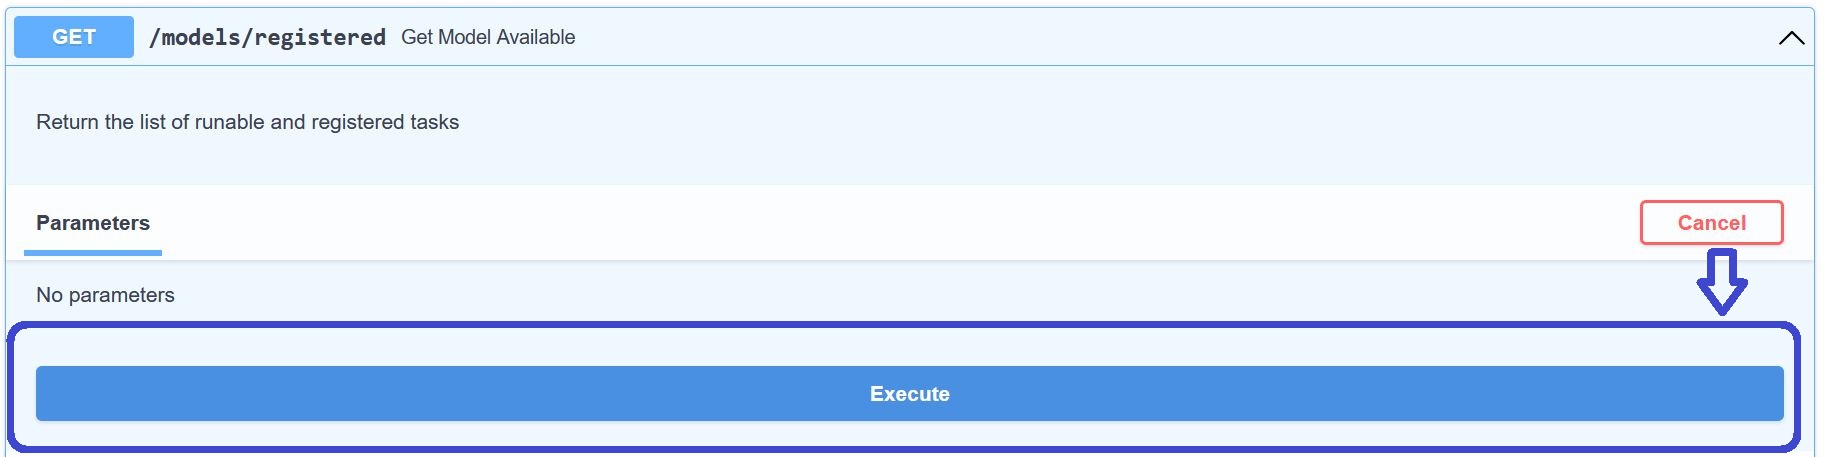 GET /models/registered Get Model Available
Return the list of runable and registered tasks
Parameters Cancel
No parameters
Execute